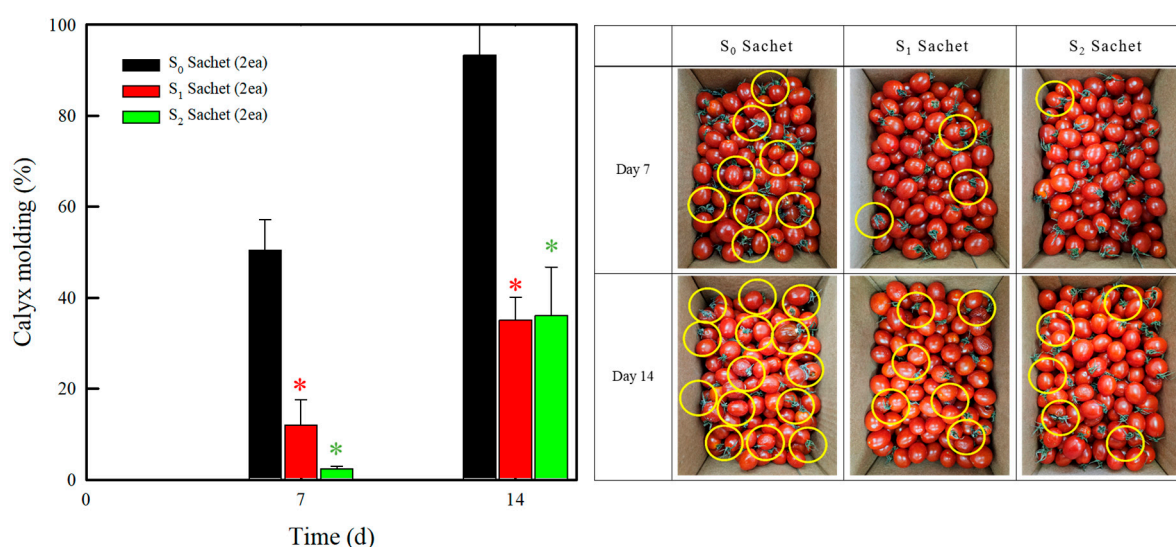 100
80
60
40
20
0
Calyx molding (%)
S₀ Sachet (2ea)
S₁ Sachet (2ea)
S₂ Sachet (2ea)
*
*
*
*
0 7 14
Time (d)
S₀ Sachet S₁ Sachet S₂ Sachet
Day 7
Day 14